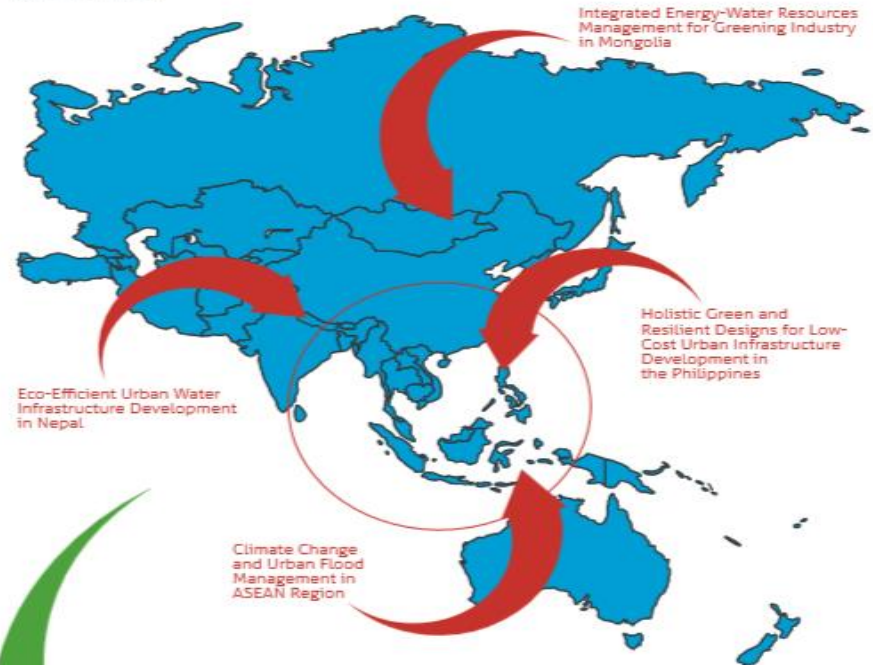 Integrated Energy-Water Resources
Management for Greening Industry
in Mongolia
Holistic Green and
Resilient Designs for Low-
Cost Urban Infrastructure
Development in
the Philippines
Eco-Efficient Urban Water
Infrastructure Development
in Nepal
Climate Change
and Urban Flood
Management in
ASEAN Region